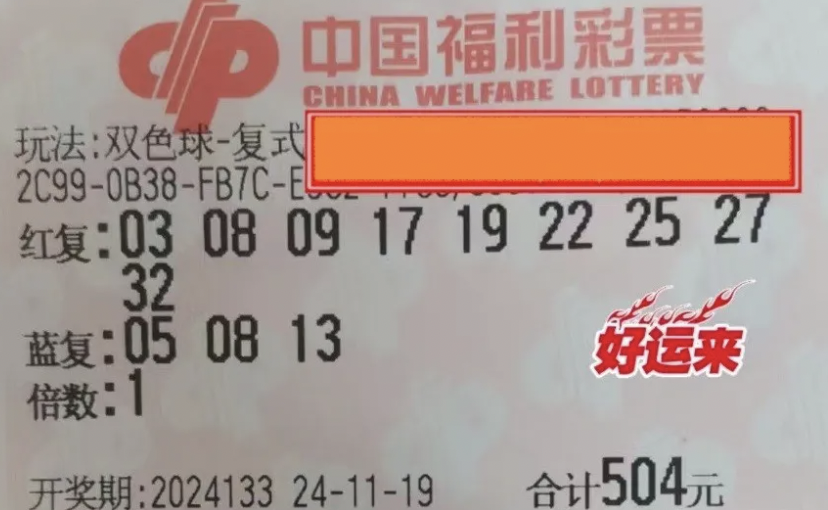 中国福利彩票
CHINA WELFARE LOTTERY
玩法:双色球-复式
2C99-0B38-FB7C-
红复:03 08 09 17 19 22 25 27
32
蓝复:05 08 13
好运来
倍数:1
开奖期:2024133 24-11-19 合计504元